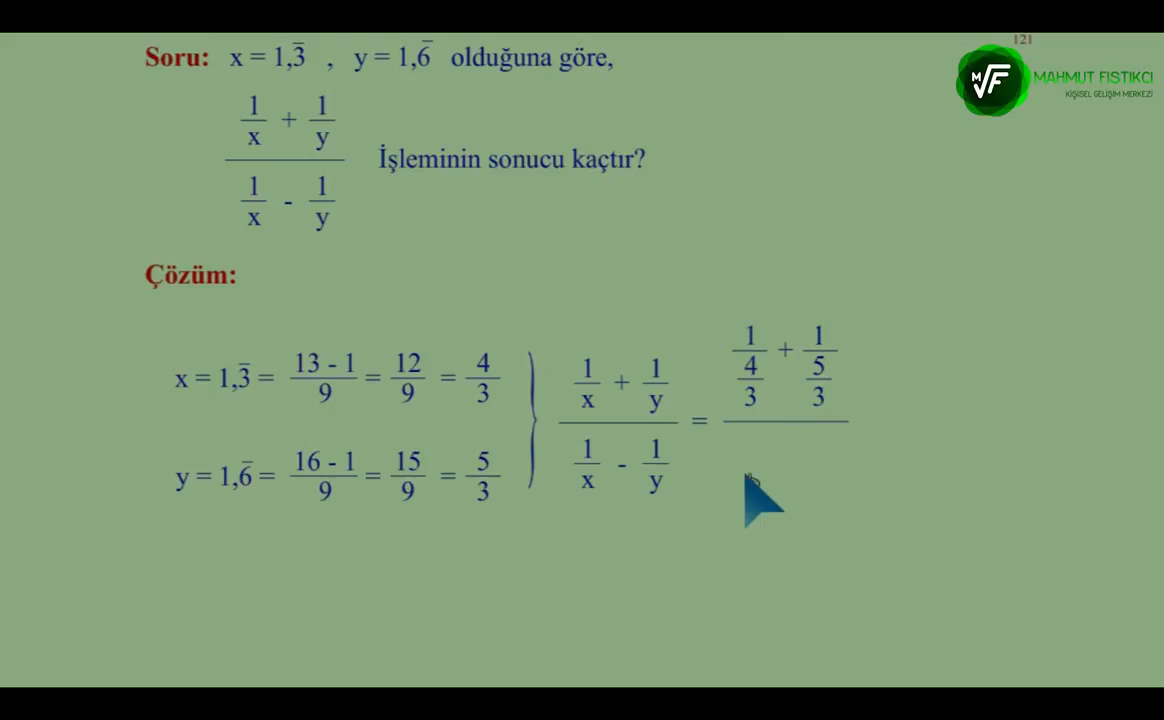 121
MAHMUT FISTIKCI
KİŞİSEL GELİŞİM MERKEZİ
Soru: x = 1,3̅ , y = 1,6̅ olduğuna göre,
1/x + 1/y
1/x - 1/y
İşleminin sonucu kaçtır?
Çözüm:
x = 1,3̅ = 13 - 1/9 = 12/9 = 4/3
y = 1,6̅ = 16 - 1/9 = 15/9 = 5/3
1/x + 1/y
1/x - 1/y
=
1/4/3 + 1/5/3